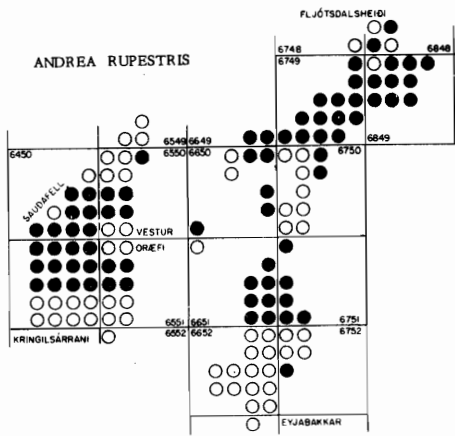 FLJÓTSDALSHEIÐI
ANDREA RUPESTRIS
6748 6848
6749
6549 6649
6450 6550 6650 6750 6849
SAUÐAFELL
VESTUR
ÖRÆFI
6551 6651 6751
KRINGILSÁRRANI 6552 6652 6752
EYJABAKKAR